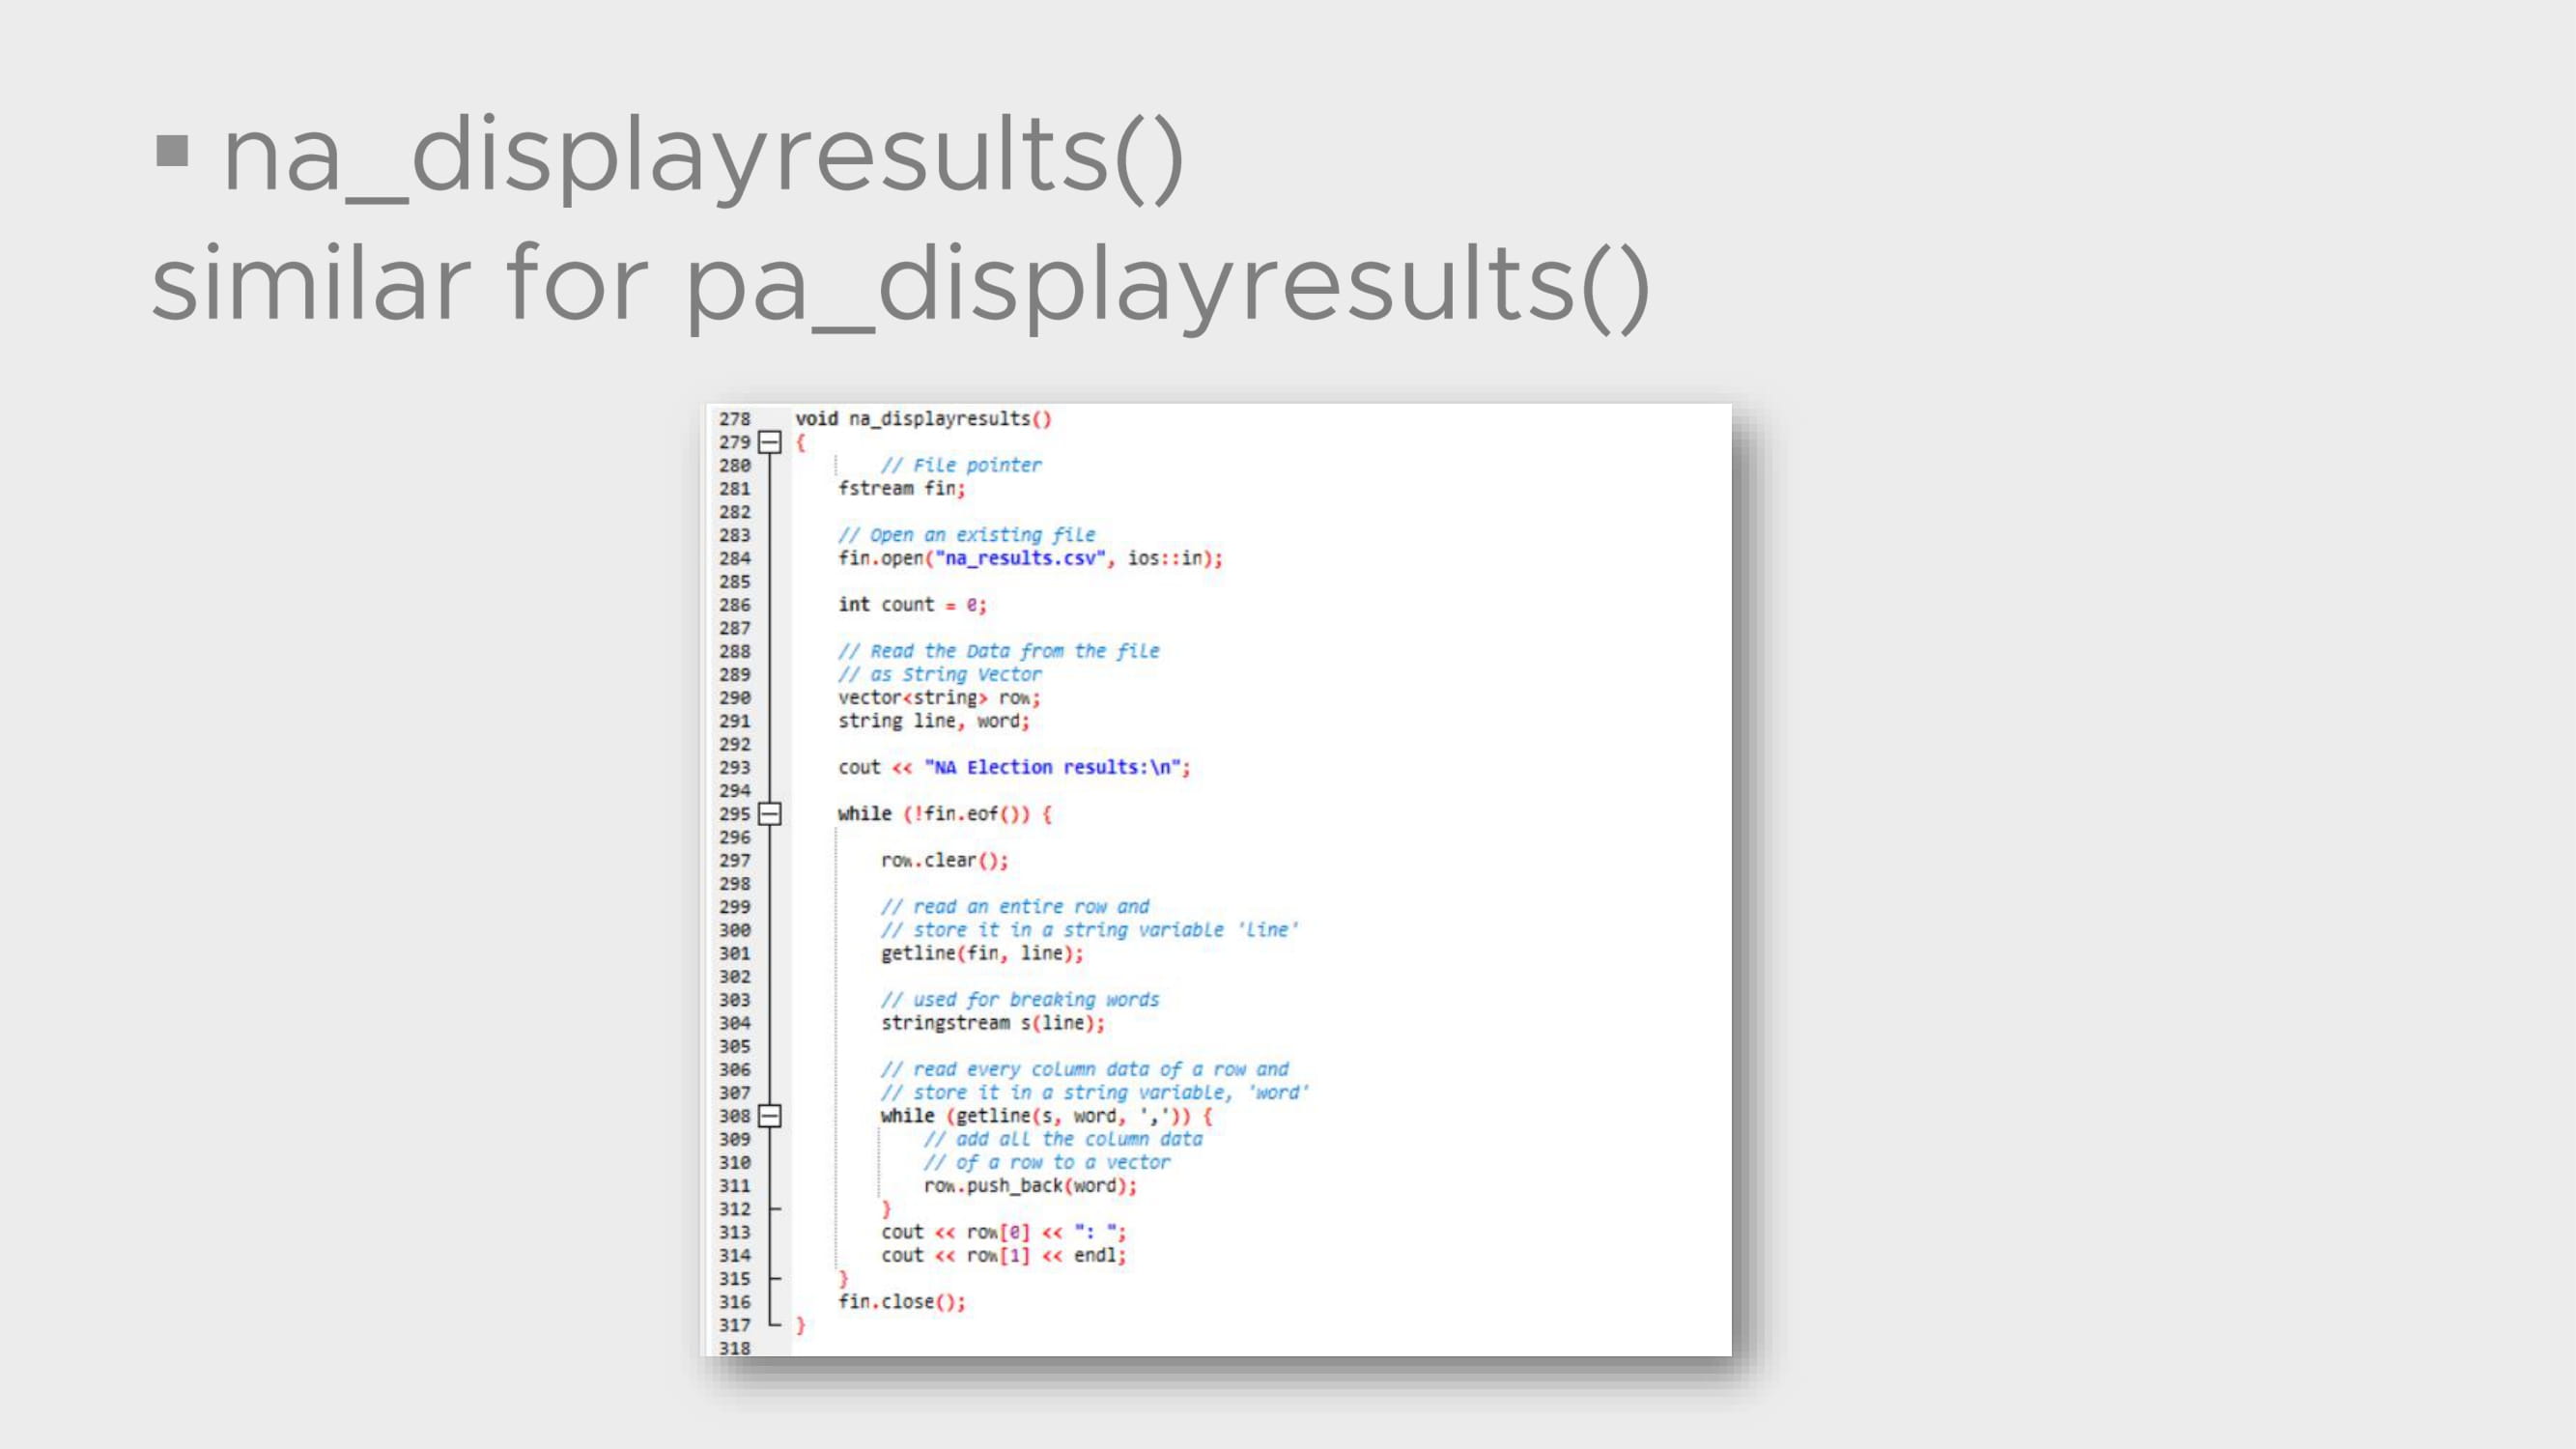 ▪ na_displayresults()
similar for pa_displayresults()
278 void na_displayresults()
279 {
280 // File pointer
281 fstream fin;
282
283 // Open an existing file
284 fin.open("na_results.csv", ios::in);
285
286 int count = 0;
287
288 // Read the Data from the file
289 // as String Vector
290 vector<string> row;
291 string line, word;
292
293 cout << "NA Election results:\n";
294
295 while (!fin.eof()) {
296
297 row.clear();
298
299 // read an entire row and
300 // store it in a string variable 'line'
301 getline(fin, line);
302
303 // used for breaking words
304 stringstream s(line);
305
306 // read every column data of a row and
307 // store it in a string variable, 'word'
308 while (getline(s, word, ',')) {
309 // add all the column data
310 // of a row to a vector
311 row.push_back(word);
312 }
313 cout << row[0] << ": ";
314 cout << row[1] << endl;
315 }
316 fin.close();
317 }
318